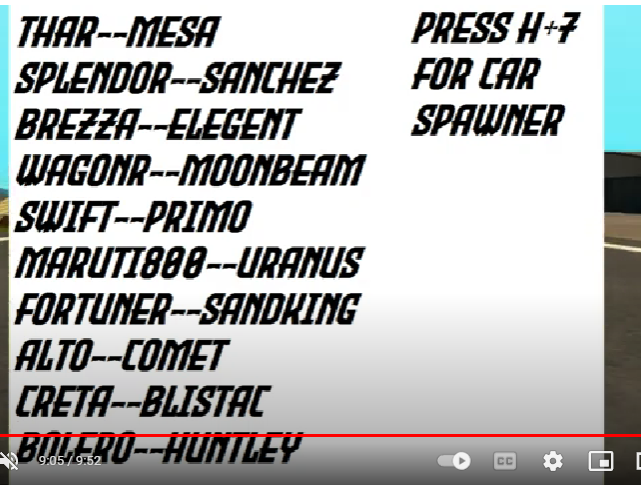 THAR--MESA
SPLENDOR--SANCHEZ
BREZZA--ELEGENT
WAGONR--MOONBEAM
SWIFT--PRIMO
MARUTI800--URANUS
FORTUNER--SANDKING
ALTO--COMET
CRETA--BLISTAC
BOLERO--HUNTLEY
PRESS H+7
FOR CAR
SPAWNER
9:05 / 9:52
CC